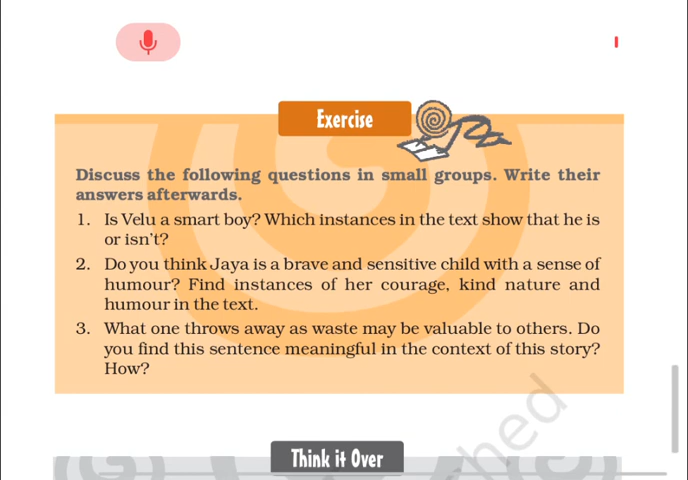 Exercise
Discuss the following questions in small groups. Write their
answers afterwards.
1. Is Velu a smart boy? Which instances in the text show that he is
or isn't?
2. Do you think Jaya is a brave and sensitive child with a sense of
humour? Find instances of her courage, kind nature and
humour in the text.
3. What one throws away as waste may be valuable to others. Do
you find this sentence meaningful in the context of this story?
How?
hed
Think it Over